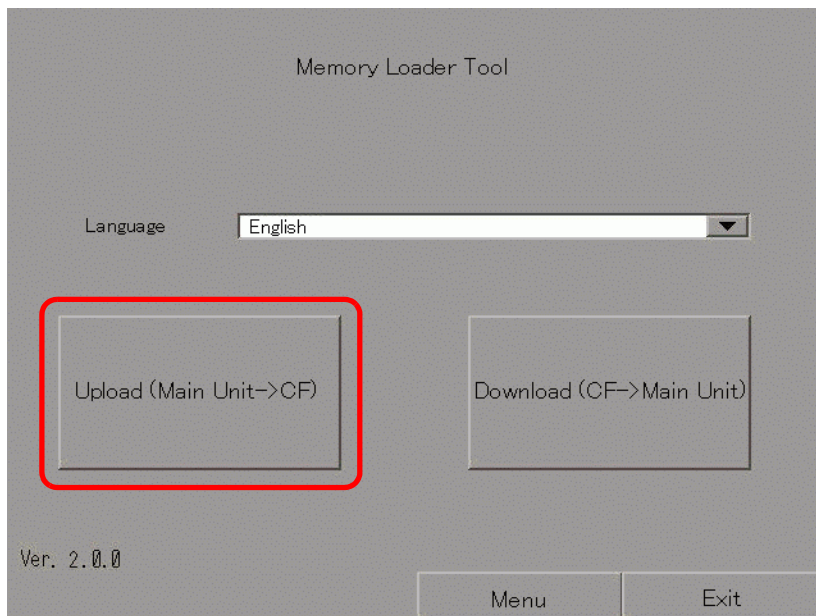 Memory Loader Tool
Language English
Upload (Main Unit->CF) Download (CF->Main Unit)
Ver. 2.0.0
Menu Exit